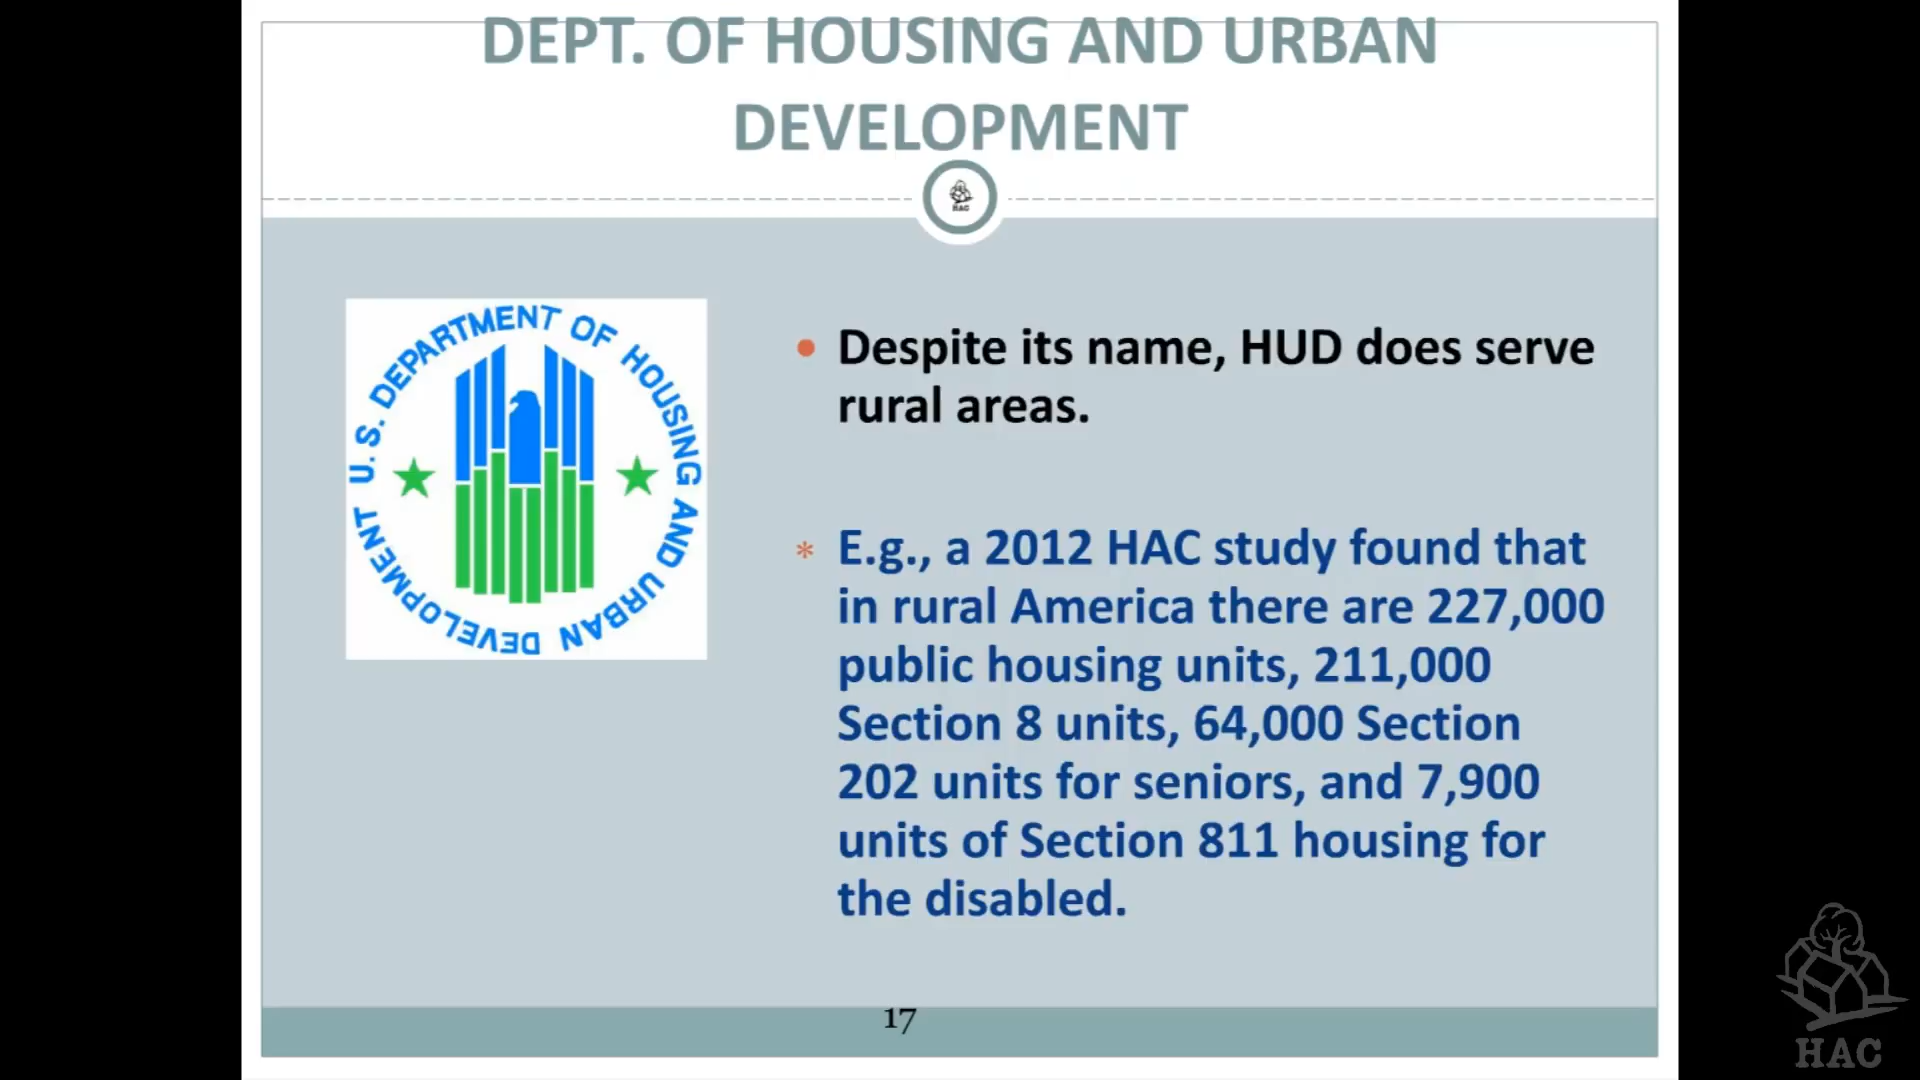 DEPT. OF HOUSING AND URBAN
DEVELOPMENT
HAC
U.S. DEPARTMENT OF HOUSING AND URBAN DEVELOPMENT
• Despite its name, HUD does serve
rural areas.
* E.g., a 2012 HAC study found that
in rural America there are 227,000
public housing units, 211,000
Section 8 units, 64,000 Section
202 units for seniors, and 7,900
units of Section 811 housing for
the disabled.
17
HAC